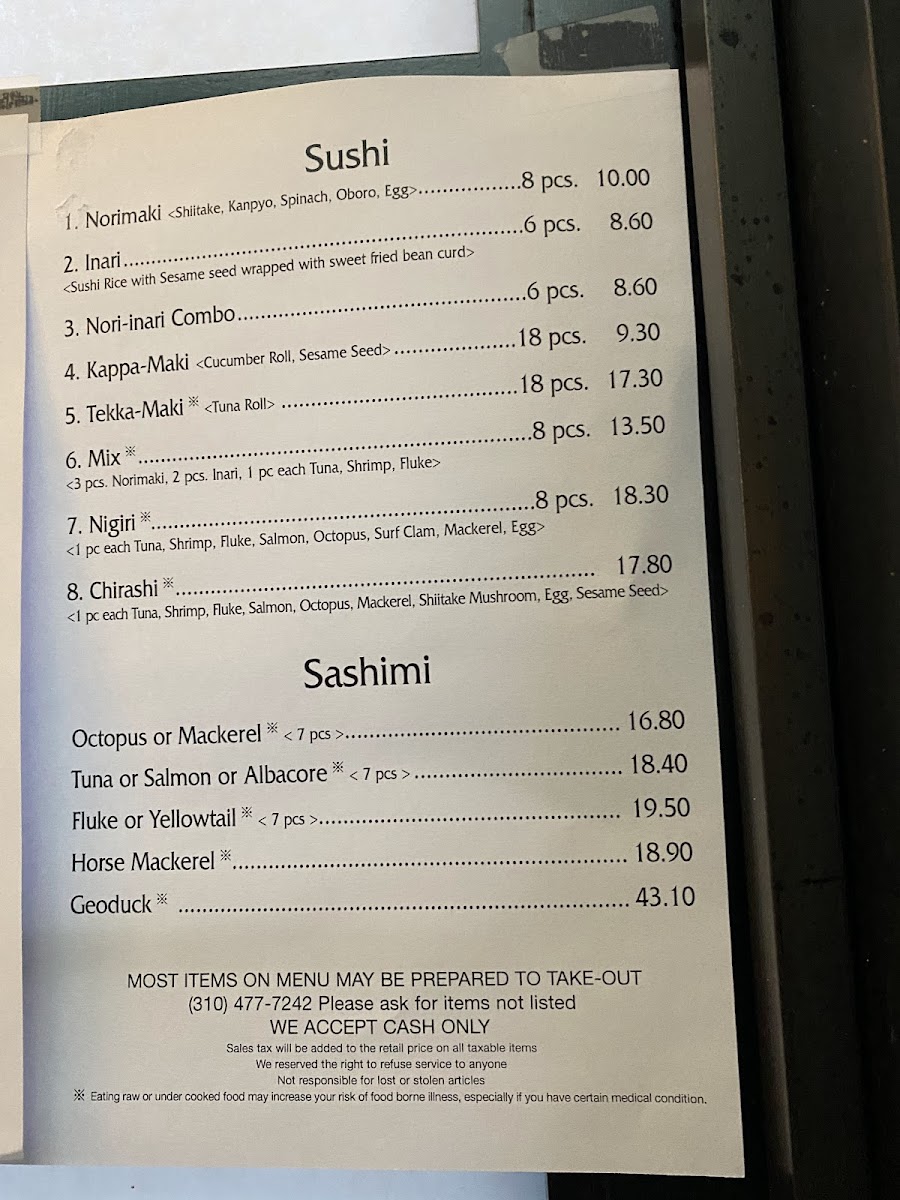 Sushi
1. Norimaki <Shiitake, Kanpyo, Spinach, Oboro, Egg>.................8 pcs. 10.00
2. Inari.................................................................6 pcs. 8.60
<Sushi Rice with Sesame seed wrapped with sweet fried bean curd>
3. Nori-inari Combo................................................6 pcs. 8.60
4. Kappa-Maki <Cucumber Roll, Sesame Seed>....................18 pcs. 9.30
5. Tekka-Maki ※ <Tuna Roll> .......................................18 pcs. 17.30
6. Mix ※.................................................................8 pcs. 13.50
<3 pcs. Norimaki, 2 pcs. Inari, 1 pc each Tuna, Shrimp, Fluke>
7. Nigiri ※...............................................................8 pcs. 18.30
<1 pc each Tuna, Shrimp, Fluke, Salmon, Octopus, Surf Clam, Mackerel, Egg>
8. Chirashi ※...................................................................... 17.80
<1 pc each Tuna, Shrimp, Fluke, Salmon, Octopus, Mackerel, Shiitake Mushroom, Egg, Sesame Seed>
Sashimi
Octopus or Mackerel ※ < 7 pcs >.............................................. 16.80
Tuna or Salmon or Albacore ※ < 7 pcs > ................................... 18.40
Fluke or Yellowtail ※ < 7 pcs >.................................................. 19.50
Horse Mackerel ※................................................................. 18.90
Geoduck ※ .......................................................................... 43.10
MOST ITEMS ON MENU MAY BE PREPARED TO TAKE-OUT
(310) 477-7242 Please ask for items not listed
WE ACCEPT CASH ONLY
Sales tax will be added to the retail price on all taxable items
We reserved the right to refuse service to anyone
Not responsible for lost or stolen articles
※ Eating raw or under cooked food may increase your risk of food borne illness, especially if you have certain medical condition.